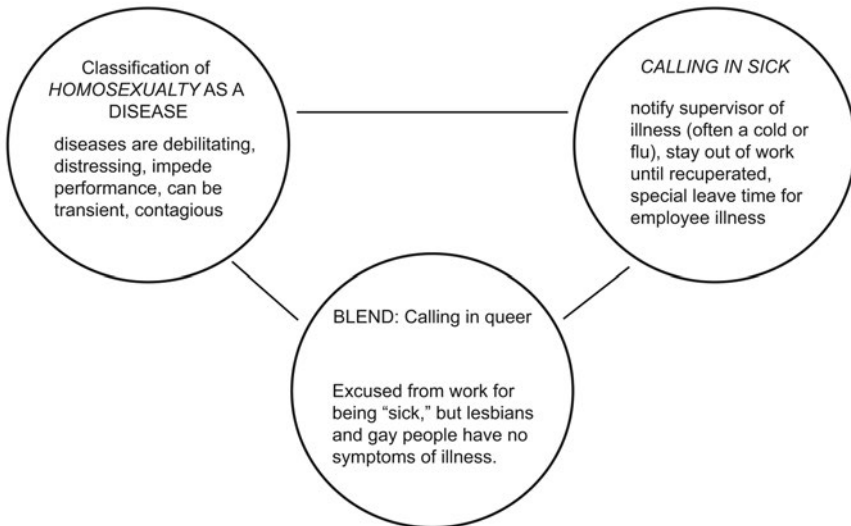 Classification of
HOMOSEXUALTY AS A
DISEASE
diseases are debilitating,
distressing, impede
performance, can be
transient, contagious
CALLING IN SICK
notify supervisor of
illness (often a cold or
flu), stay out of work
until recuperated,
special leave time for
employee illness
BLEND: Calling in queer
Excused from work for
being “sick,” but lesbians
and gay people have no
symptoms of illness.